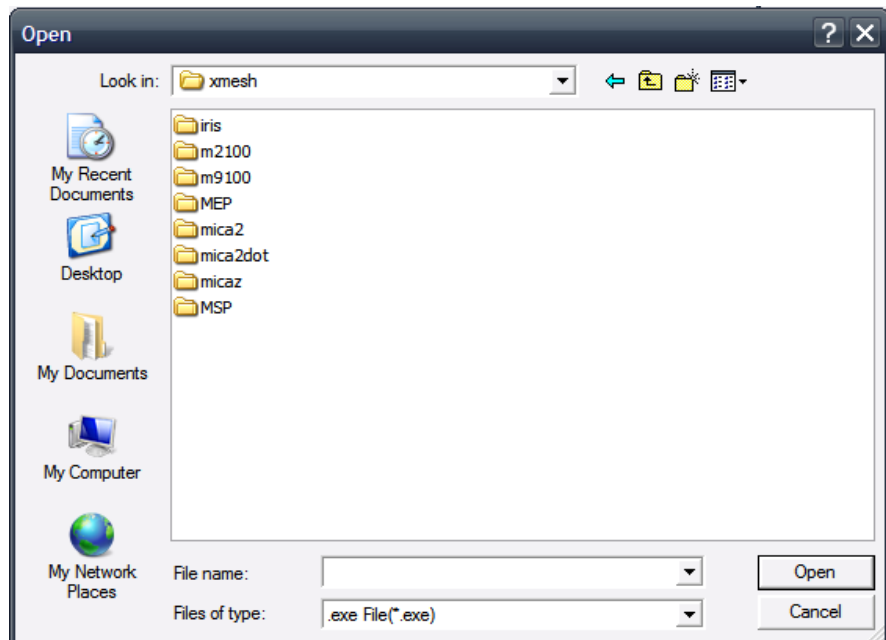 Open
Look in:
xmesh
iris
m2100
m9100
MEP
mica2
mica2dot
micaz
MSP
My Recent
Documents
Desktop
My Documents
My Computer
My Network
Places
File name:
Open
Files of type:
.exe File(*.exe)
Cancel